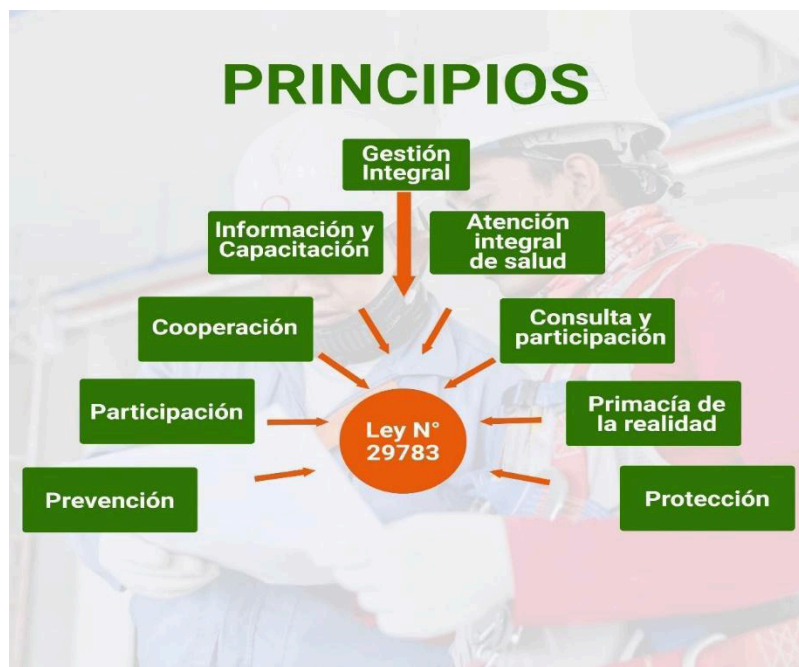 PRINCIPIOS
Gestión
Integral
Información y
Capacitación
Atención
integral
de salud
Cooperación
Consulta y
participación
Participación
Ley N°
29783
Primacía de
la realidad
Prevención
Protección